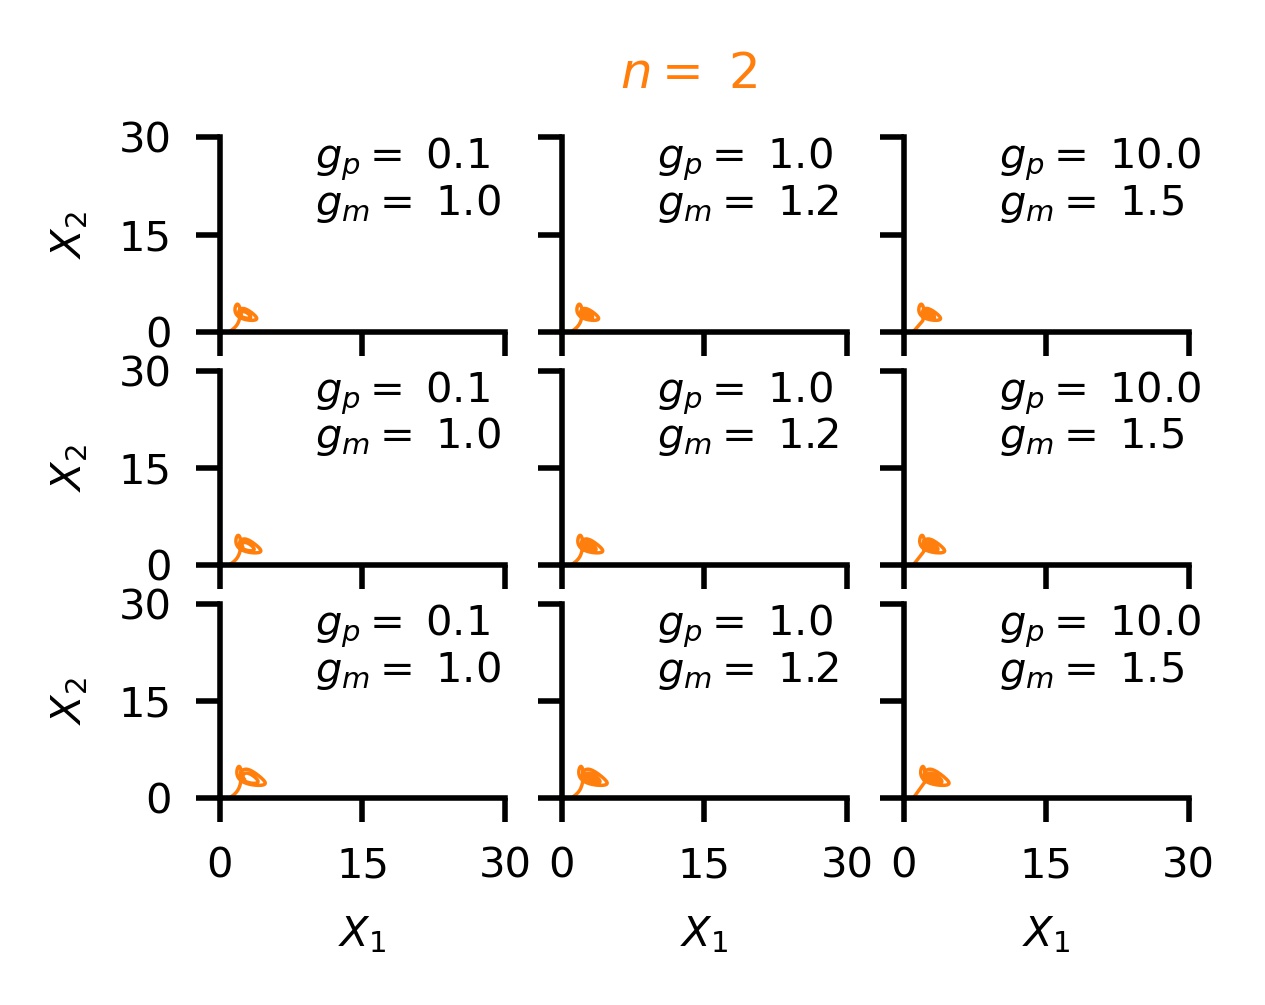 n = 2
30
g_p = 0.1
g_p = 1.0
g_p = 10.0
g_m = 1.0
g_m = 1.2
g_m = 1.5
X_2
15
0
30
g_p = 0.1
g_p = 1.0
g_p = 10.0
g_m = 1.0
g_m = 1.2
g_m = 1.5
X_2
15
0
30
g_p = 0.1
g_p = 1.0
g_p = 10.0
g_m = 1.0
g_m = 1.2
g_m = 1.5
X_2
15
0
0 15 30 0 15 30 0 15 30
X_1 X_1 X_1